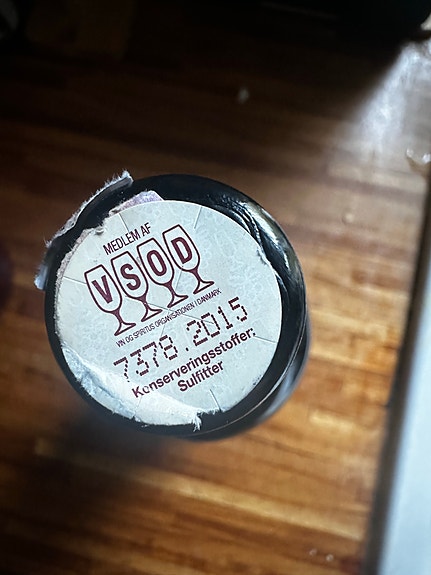 MEDLEM AF
VSOD
VIN OG SPIRITUS ORGANISATIONEN I DANMARK
7378 2015
Konserveringsstoffer:
Sulfitter